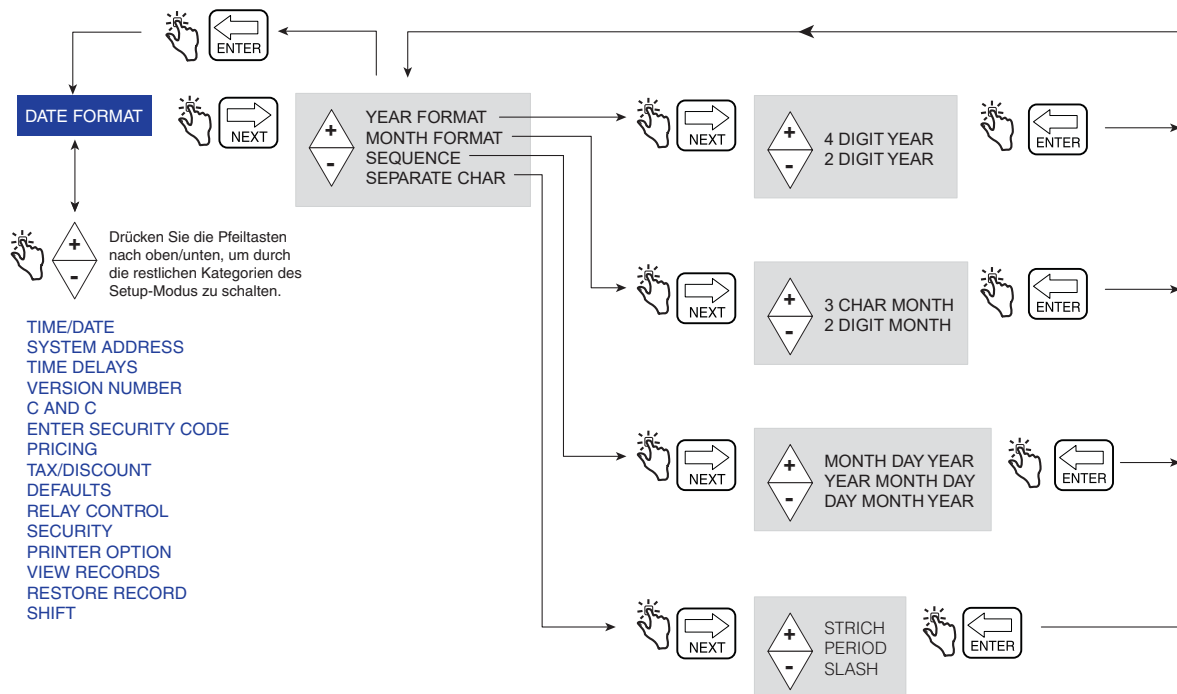 ENTER
DATE FORMAT
NEXT
+
-
YEAR FORMAT
MONTH FORMAT
SEQUENCE
SEPARATE CHAR
NEXT
+
-
4 DIGIT YEAR
2 DIGIT YEAR
ENTER
+
-
Drücken Sie die Pfeiltasten
nach oben/unten, um durch
die restlichen Kategorien des
Setup-Modus zu schalten.
NEXT
+
-
3 CHAR MONTH
2 DIGIT MONTH
ENTER
TIME/DATE
SYSTEM ADDRESS
TIME DELAYS
VERSION NUMBER
C AND C
ENTER SECURITY CODE
PRICING
TAX/DISCOUNT
DEFAULTS
RELAY CONTROL
SECURITY
PRINTER OPTION
VIEW RECORDS
RESTORE RECORD
SHIFT
NEXT
+
-
MONTH DAY YEAR
YEAR MONTH DAY
DAY MONTH YEAR
ENTER
NEXT
+
-
STRICH
PERIOD
SLASH
ENTER